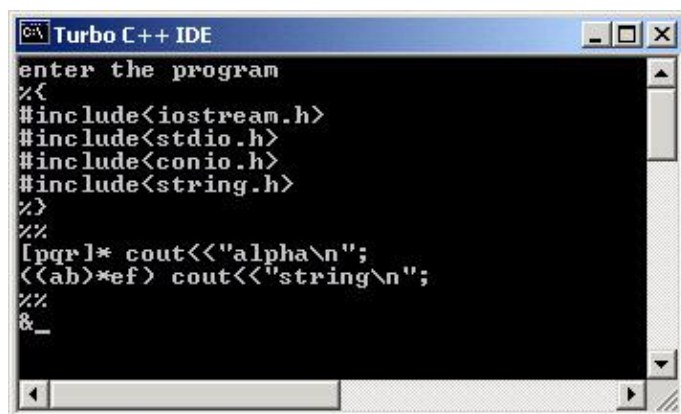 Turbo C++ IDE
enter the program
%{
#include<iostream.h>
#include<stdio.h>
#include<conio.h>
#include<string.h>
%}
%%
[pqr]* cout<<"alpha\n";
((ab)*ef) cout<<"string\n";
%%
&_